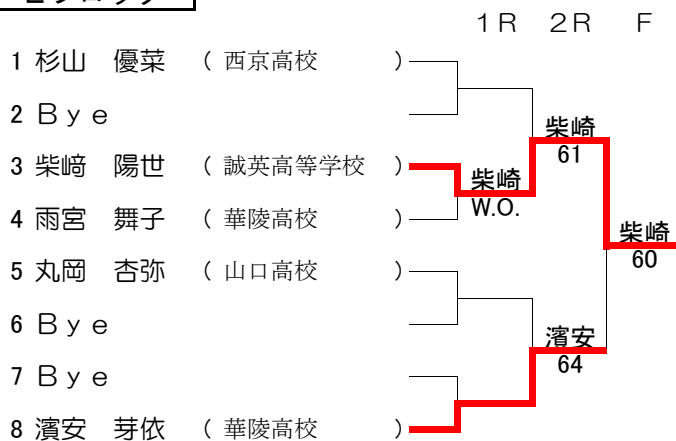 1R 2R F
1 杉山 優菜 ( 西京高校 )
2 Bye
柴崎
61
3 柴﨑 陽世 ( 誠英高等学校 )
柴崎
W.O.
4 雨宮 舞子 ( 華陵高校 )
柴崎
60
5 丸岡 杏弥 ( 山口高校 )
6 Bye
濱安
64
7 Bye
8 濱安 芽依 ( 華陵高校 )